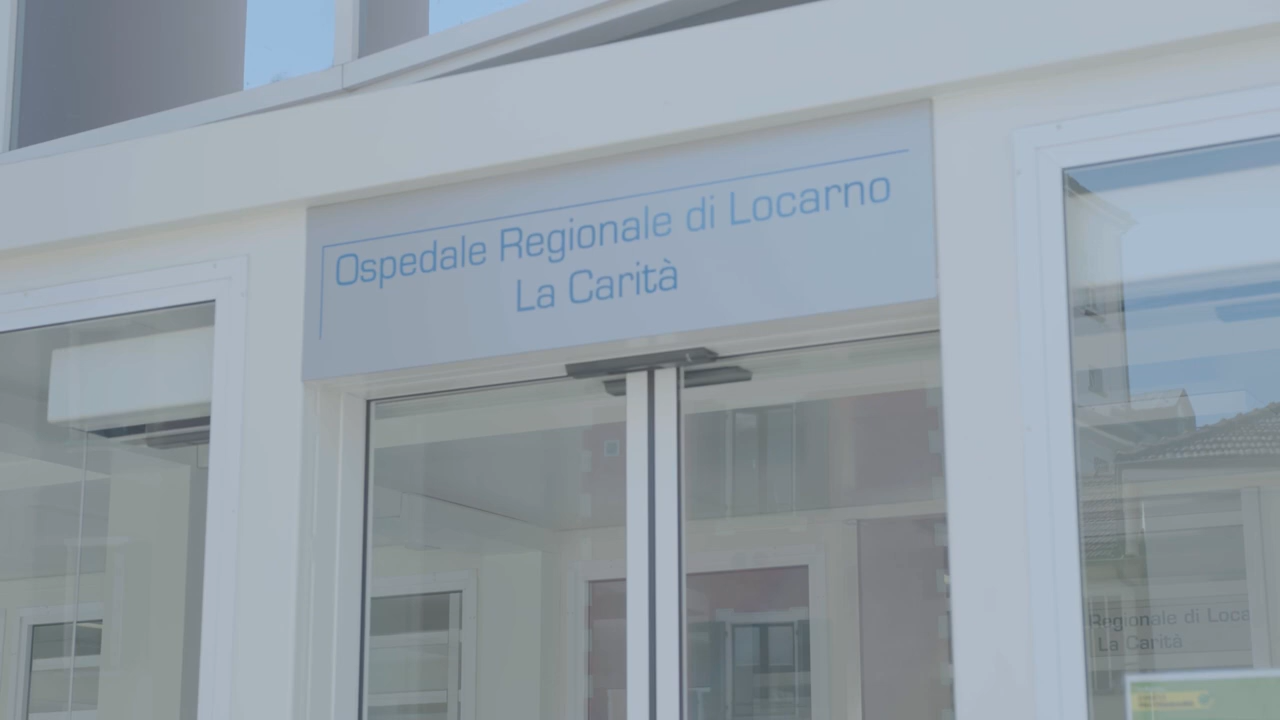 Ospedale Regionale di Locarno
La Carità
Regionale di Loca
La Carità